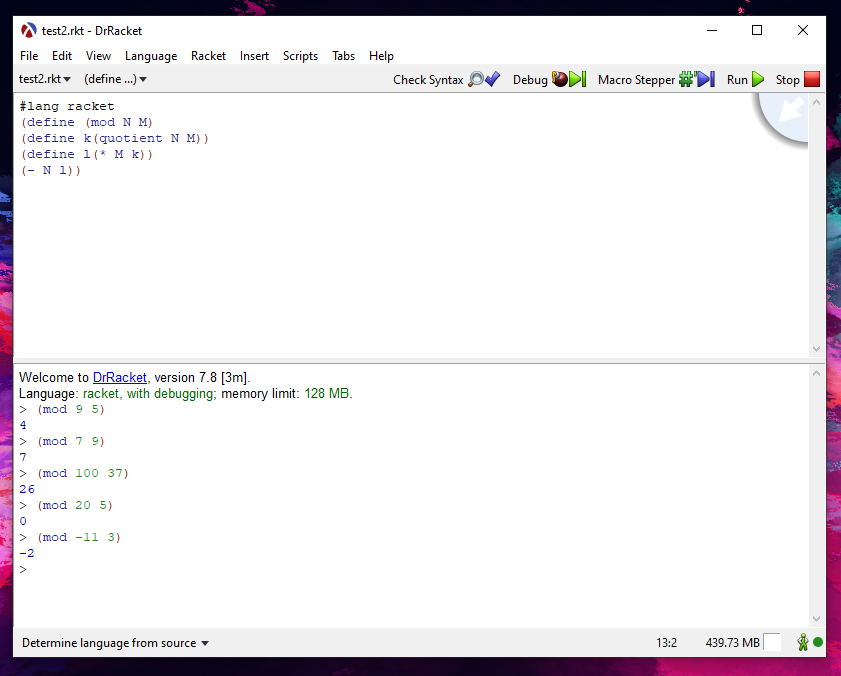 test2.rkt - DrRacket
File Edit View Language Racket Insert Scripts Tabs Help
test2.rkt (define ...) Check Syntax Debug Macro Stepper Run Stop
#lang racket
(define (mod N M)
(define k(quotient N M))
(define l(* M k))
(- N l))
Welcome to DrRacket, version 7.8 [3m].
Language: racket, with debugging; memory limit: 128 MB.
> (mod 9 5)
4
> (mod 7 9)
7
> (mod 100 37)
26
> (mod 20 5)
0
> (mod -11 3)
-2
>
Determine language from source 13:2 439.73 MB